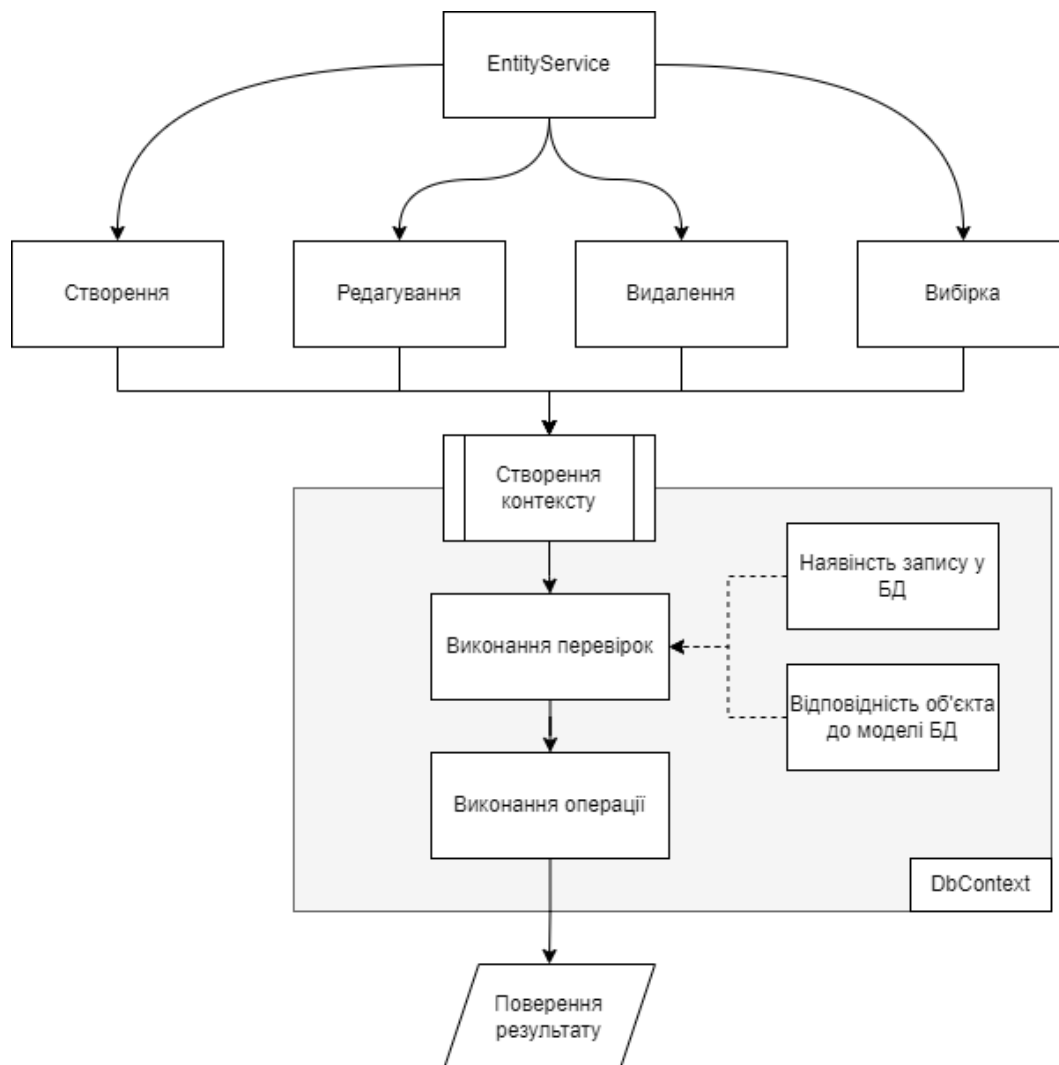 EntityService
Створення
Редагування
Видалення
Вибірка
Створення
контексту
Наявінсть запису у
БД
Виконання перевірок
Відповідність об'єкта
до моделі БД
Виконання операції
DbContext
Поверення
результату